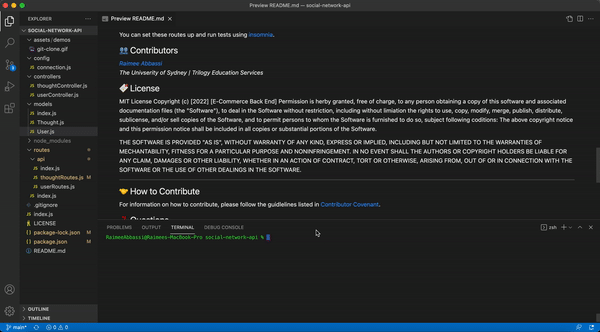 Preview README.md — social-network-api
EXPLORER
SOCIAL-NETWORK-API
assets/demos
git-clone.gif
config
connection.js
controllers
thoughtController.js
userController.js
models
index.js
Thought.js
User.js
node_modules
routes
api
index.js
thoughtRoutes.js M
userRoutes.js
index.js
.gitignore
index.js
LICENSE
package-lock.json M
package.json M
README.md
OUTLINE
TIMELINE
Preview README.md
You can set these routes up and run tests using insomnia.
Contributors
Raimee Abbassi
The Univserity of Sydney | Trilogy Education Services
License
MIT License Copyright (c) [2022] [E-Commerce Back End] Permission is herby granted, free of charge, to any person obtaining a copy of this Software and associated
documentation files (the "Software"), to deal in the Software without restriction, including without limiation the rights to use, copy, modify, merge, publish, distribute,
sublicense, and/or sell copies of the Software, and to permit persons to whom the Software is furnished to do so, subject folliowing coditions: The above copyright notice
and this permission notice shall be included in all copies or substantial portions of the Software.
THE SOFTWARE IS PROVIDED "AS IS", WITHOUT WARRANTY OF ANY KIND, EXPRESS OR IMPLIED, INCLUDING BUT NOT LIMITED TO THE WARRANTIES OF
MECHANTABILITY, FITNESS FOR A PARTICULAR PURPOSE AND NONINFRINGEMENT. IN NO EVENT SHALL THE AUTHORS OR COPYRIGHT HOLDERS BE LIABLE FOR
ANY CLAIM, DAMAGES OR OTHER LIABILITY, WHETHER IN AN ACTION OF CONTRACT, TORT OR OTHERWISE, ARISING FROM, OUT OF OR IN CONNECTION WITH
THE SOFTWARE OR THE USE OF OTHER DEALINGS IN THE SOFTWARE.
How to Contribute
For information on how to contribute, please follow the guidlelines listed in Contributor Covenant.
Questions
PROBLEMS OUTPUT TERMINAL DEBUG CONSOLE
zsh
RaimeeAbbassi@Raimees-MacBook-Pro social-network-api %
main* 0 0